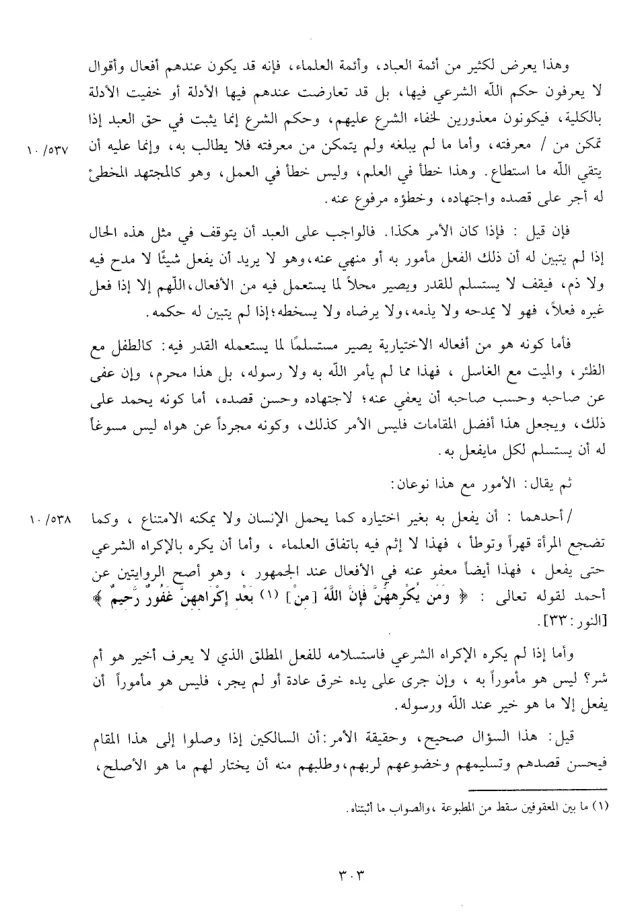 وهذا يعرض لكثير من أئمة العباد، وأئمة العلماء، فإنه قد يكون عندهم أفعال وأقوال
لا يعرفون حكم الله الشرعي فيها، بل قد تعارضت عندهم فيها الأدلة أو خفيت الأدلة
بالكلية، فيكونون معذورين لخفاء الشرع عليهم، وحكم الشرع إنما يثبت في حق العبد إذا
تمكن من / معرفته، وأما ما لم يبلغه ولم يتمكن من معرفته فلا يطالب به، وإنما عليه أن ١٠/٥٣٧
يتقي الله ما استطاع. وهذا خطأ في العلم، وليس خطأ في العمل، وهو كالمجتهد المخطئ
له أجر على قصده واجتهاده، وخطؤه مرفوع عنه.
فإن قيل : فإذا كان الأمر هكذا. فالواجب على العبد أن يتوقف في مثل هذه الحال
إذا لم يتبين له أن ذلك الفعل مأمور به أو منهي عنه،وهو لا يريد أن يفعل شيئًا لا مدح فيه
ولا ذم، فيقف لا يستسلم للقدر ويصير محلاً لما يستعمل فيه من الأفعال،اللّهم إلا إذا فعل
غيره فعلاً، فهو لا يمدحه ولا يذمه،ولا يرضاه ولا يسخطه؛إذا لم يتبين له حكمه.
فأما كونه هو من أفعاله الاختيارية يصير مستسلمًا لما يستعمله القدر فيه: كالطفل مع
الظئر، والميت مع الغاسل ، فهذا مما لم يأمر الله به ولا رسوله، بل هذا محرم، وإن عفى
عن صاحبه وحسب صاحبه أن يعفي عنه؛ لاجتهاده وحسن قصده، أما كونه يحمد على
ذلك، ويجعل هذا أفضل المقامات فليس الأمر كذلك، وكونه مجرداً عن هواه ليس مسوغاً
له أن يستسلم لكل مايفعل به.
ثم يقال: الأمور مع هذا نوعان:
/أحدهما : أن يفعل به بغير اختياره كما يحمل الإنسان ولا يمكنه الامتناع ، وكما ١٠/٥٣٨
تضجع المرأة قهراً وتوطأ ، فهذا لا إثم فيه باتفاق العلماء ، وأما أن يكره بالإكراه الشرعي
حتى يفعل ، فهذا أيضاً معفو عنه في الأفعال عند الجمهور ، وهو أصح الروايتين عن
أحمد لقوله تعالى : ﴿ وَمَن يُكْرِههُّنَّ فَإِنَّ اللَّهَ [مِنْ] (١) بَعْدِ إِكْرَاهِهِنَّ غَفُورٌ رَّحِيمٌ ﴾
[النور:٣٣].
وأما إذا لم يكره الإكراه الشرعي فاستسلامه للفعل المطلق الذي لا يعرف أخير هو أم
شر؟ ليس هو مأموراً به ، وإن جرى على يده خرق عادة أو لم يجر، فليس هو مأموراً أن
يفعل إلا ما هو خير عند الله ورسوله.
قيل: هذا السؤال صحيح، وحقيقة الأمر:أن السالكين إذا وصلوا إلى هذا المقام
فيحسن قصدهم وتسليمهم وخضوعهم لربهم،وطلبهم منه أن يختار لهم ما هو الأصلح،
(١) ما بين المعقوفين سقط من المطبوعة ،والصواب ما أثبتناه.
٣٠٣